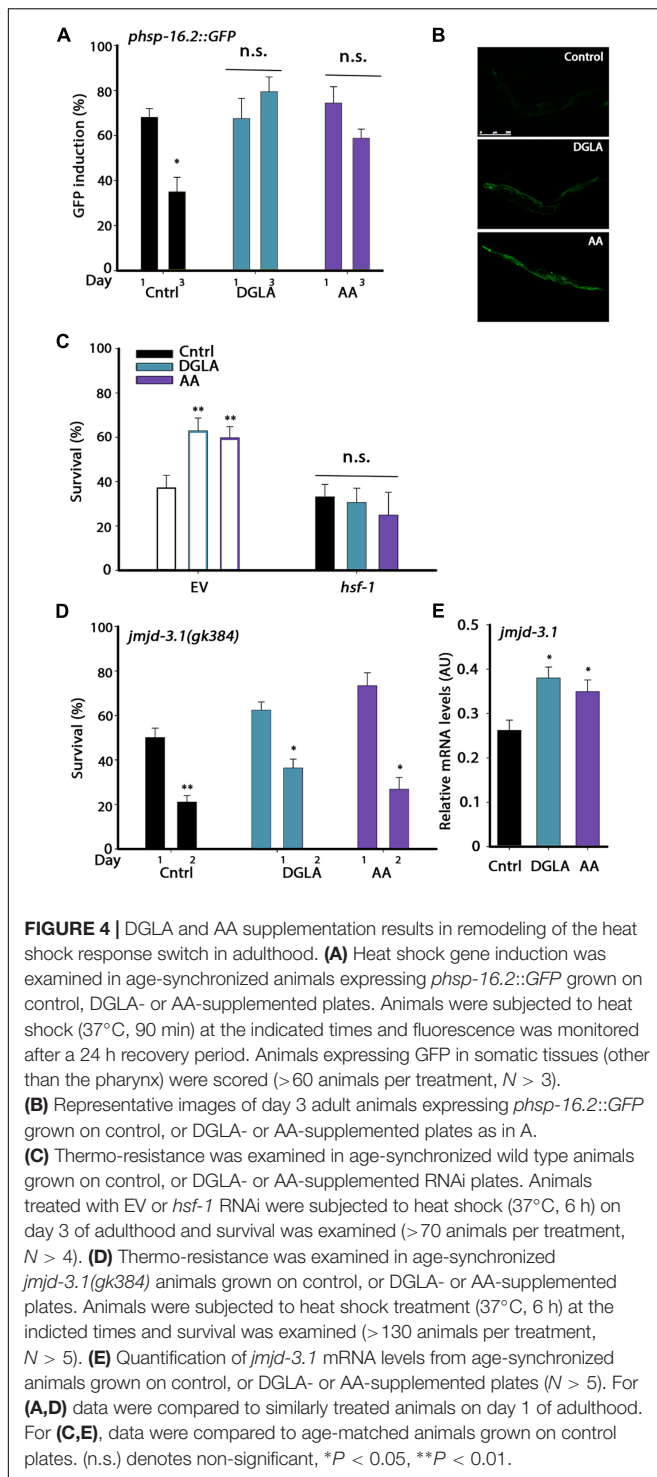 A
phsp-16.2::GFP
n.s.
n.s.
100
80
60
40
20
0
GFP induction (%)
*
Day
1 3 1 3 1 3
Cntrl DGLA AA
B
Control
DGLA
AA
C
Cntrl
DGLA
AA
100
80
60
40
20
0
Survival (%)
** **
n.s.
EV hsf-1
D
jmjd-3.1(gk384)
100
80
60
40
20
0
Survival (%)
** * *
Day
1 2 1 2 1 2
Cntrl DGLA AA
E
jmjd-3.1
0.5
0.4
0.3
0.2
0.1
0
Relative mRNA levels (AU)
* *
Cntrl DGLA AA
FIGURE 4 | DGLA and AA supplementation results in remodeling of the heat
shock response switch in adulthood. (A) Heat shock gene induction was
examined in age-synchronized animals expressing phsp-16.2::GFP grown on
control, DGLA- or AA-supplemented plates. Animals were subjected to heat
shock (37°C, 90 min) at the indicated times and fluorescence was monitored
after a 24 h recovery period. Animals expressing GFP in somatic tissues (other
than the pharynx) were scored (>60 animals per treatment, N > 3).
(B) Representative images of day 3 adult animals expressing phsp-16.2::GFP
grown on control, or DGLA- or AA-supplemented plates as in A.
(C) Thermo-resistance was examined in age-synchronized wild type animals
grown on control, or DGLA- or AA-supplemented RNAi plates. Animals
treated with EV or hsf-1 RNAi were subjected to heat shock (37°C, 6 h) on
day 3 of adulthood and survival was examined (>70 animals per treatment,
N > 4). (D) Thermo-resistance was examined in age-synchronized
jmjd-3.1(gk384) animals grown on control, or DGLA- or AA-supplemented
plates. Animals were subjected to heat shock treatment (37°C, 6 h) at the
indicted times and survival was examined (>130 animals per treatment,
N > 5). (E) Quantification of jmjd-3.1 mRNA levels from age-synchronized
animals grown on control, or DGLA- or AA-supplemented plates (N > 5). For
(A,D) data were compared to similarly treated animals on day 1 of adulthood.
For (C,E), data were compared to age-matched animals grown on control
plates. (n.s.) denotes non-significant, *P < 0.05, **P < 0.01.